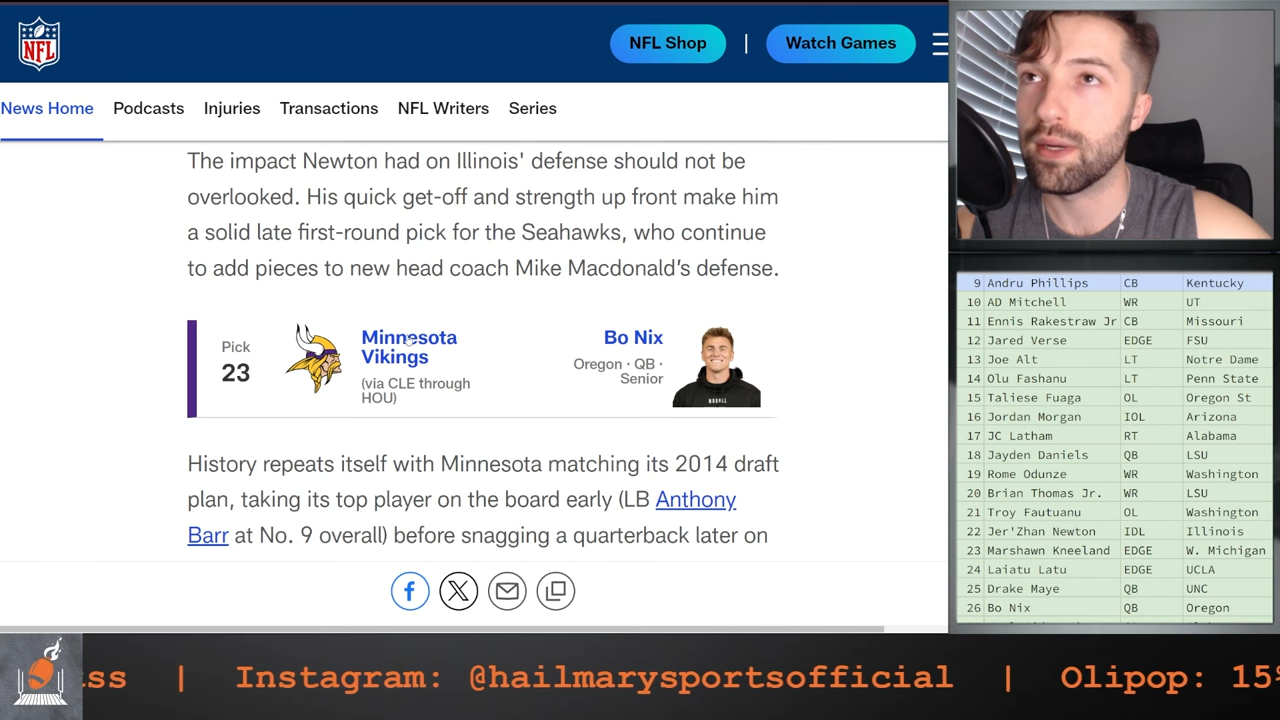 NFL
NFL Shop | Watch Games
News Home Podcasts Injuries Transactions NFL Writers Series
The impact Newton had on Illinois' defense should not be
overlooked. His quick get-off and strength up front make him
a solid late first-round pick for the Seahawks, who continue
to add pieces to new head coach Mike Macdonald’s defense.
Pick
23
Minnesota
Vikings
(via CLE through
HOU)
Bo Nix
Oregon · QB ·
Senior
History repeats itself with Minnesota matching its 2014 draft
plan, taking its top player on the board early (LB Anthony
Barr at No. 9 overall) before snagging a quarterback later on
9 Andru Phillips CB Kentucky
10 AD Mitchell WR UT
11 Ennis Rakestraw Jr CB Missouri
12 Jared Verse EDGE FSU
13 Joe Alt LT Notre Dame
14 Olu Fashanu LT Penn State
15 Taliese Fuaga OL Oregon St
16 Jordan Morgan IOL Arizona
17 JC Latham RT Alabama
18 Jayden Daniels QB LSU
19 Rome Odunze WR Washington
20 Brian Thomas Jr. WR LSU
21 Troy Fautuanu OL Washington
22 Jer'Zhan Newton IDL Illinois
23 Marshawn Kneeland EDGE W. Michigan
24 Laiatu Latu EDGE UCLA
25 Drake Maye QB UNC
26 Bo Nix QB Oregon
ss | Instagram: @hailmarysportsofficial | Olipop: 15%